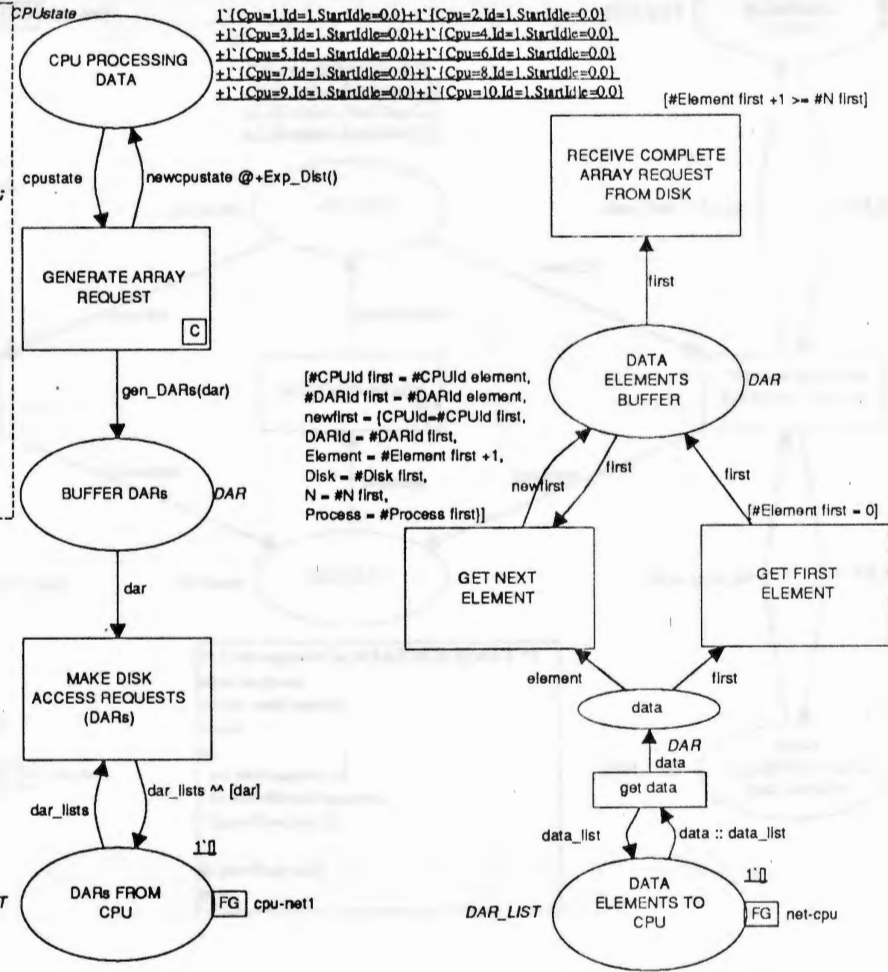 CPUstate
1`{Cpu=1,Id=1,StartIdle=0.0}+1`{Cpu=2,Id=1,StartIdle=0.0}
+1`{Cpu=3,Id=1,StartIdle=0.0}+1`{Cpu=4,Id=1,StartIdle=0.0}
+1`{Cpu=5,Id=1,StartIdle=0.0}+1`{Cpu=6,Id=1,StartIdle=0.0}
+1`{Cpu=7,Id=1,StartIdle=0.0}+1`{Cpu=8,Id=1,StartIdle=0.0}
+1`{Cpu=9,Id=1,StartIdle=0.0}+1`{Cpu=10,Id=1,StartIdle=0.0}
CPU PROCESSING
DATA
cpustate
newcpustate @+Exp_Dist()
GENERATE ARRAY
REQUEST
C
gen_DARs(dar)
BUFFER DARs
DAR
dar
MAKE DISK
ACCESS REQUESTS
(DARs)
dar_lists
dar_lists ^^ [dar]
1`[]
DARs FROM
CPU
FG
cpu-net1
[#Element first +1 >= #N first]
RECEIVE COMPLETE
ARRAY REQUEST
FROM DISK
first
DATA
ELEMENTS
BUFFER
DAR
[#CPUId first = #CPUId element,
#DARId first = #DARId element,
newfirst = {CPUId=#CPUId first,
DARId = #DARId first,
Element = #Element first +1,
Disk = #Disk first,
N = #N first,
Process = #Process first}]
newfirst
first
first
[#Element first = 0]
GET NEXT
ELEMENT
GET FIRST
ELEMENT
element
first
data
DAR
data
get data
data_list
data :: data_list
1`[]
DATA
ELEMENTS TO
CPU
DAR_LIST
FG
net-cpu